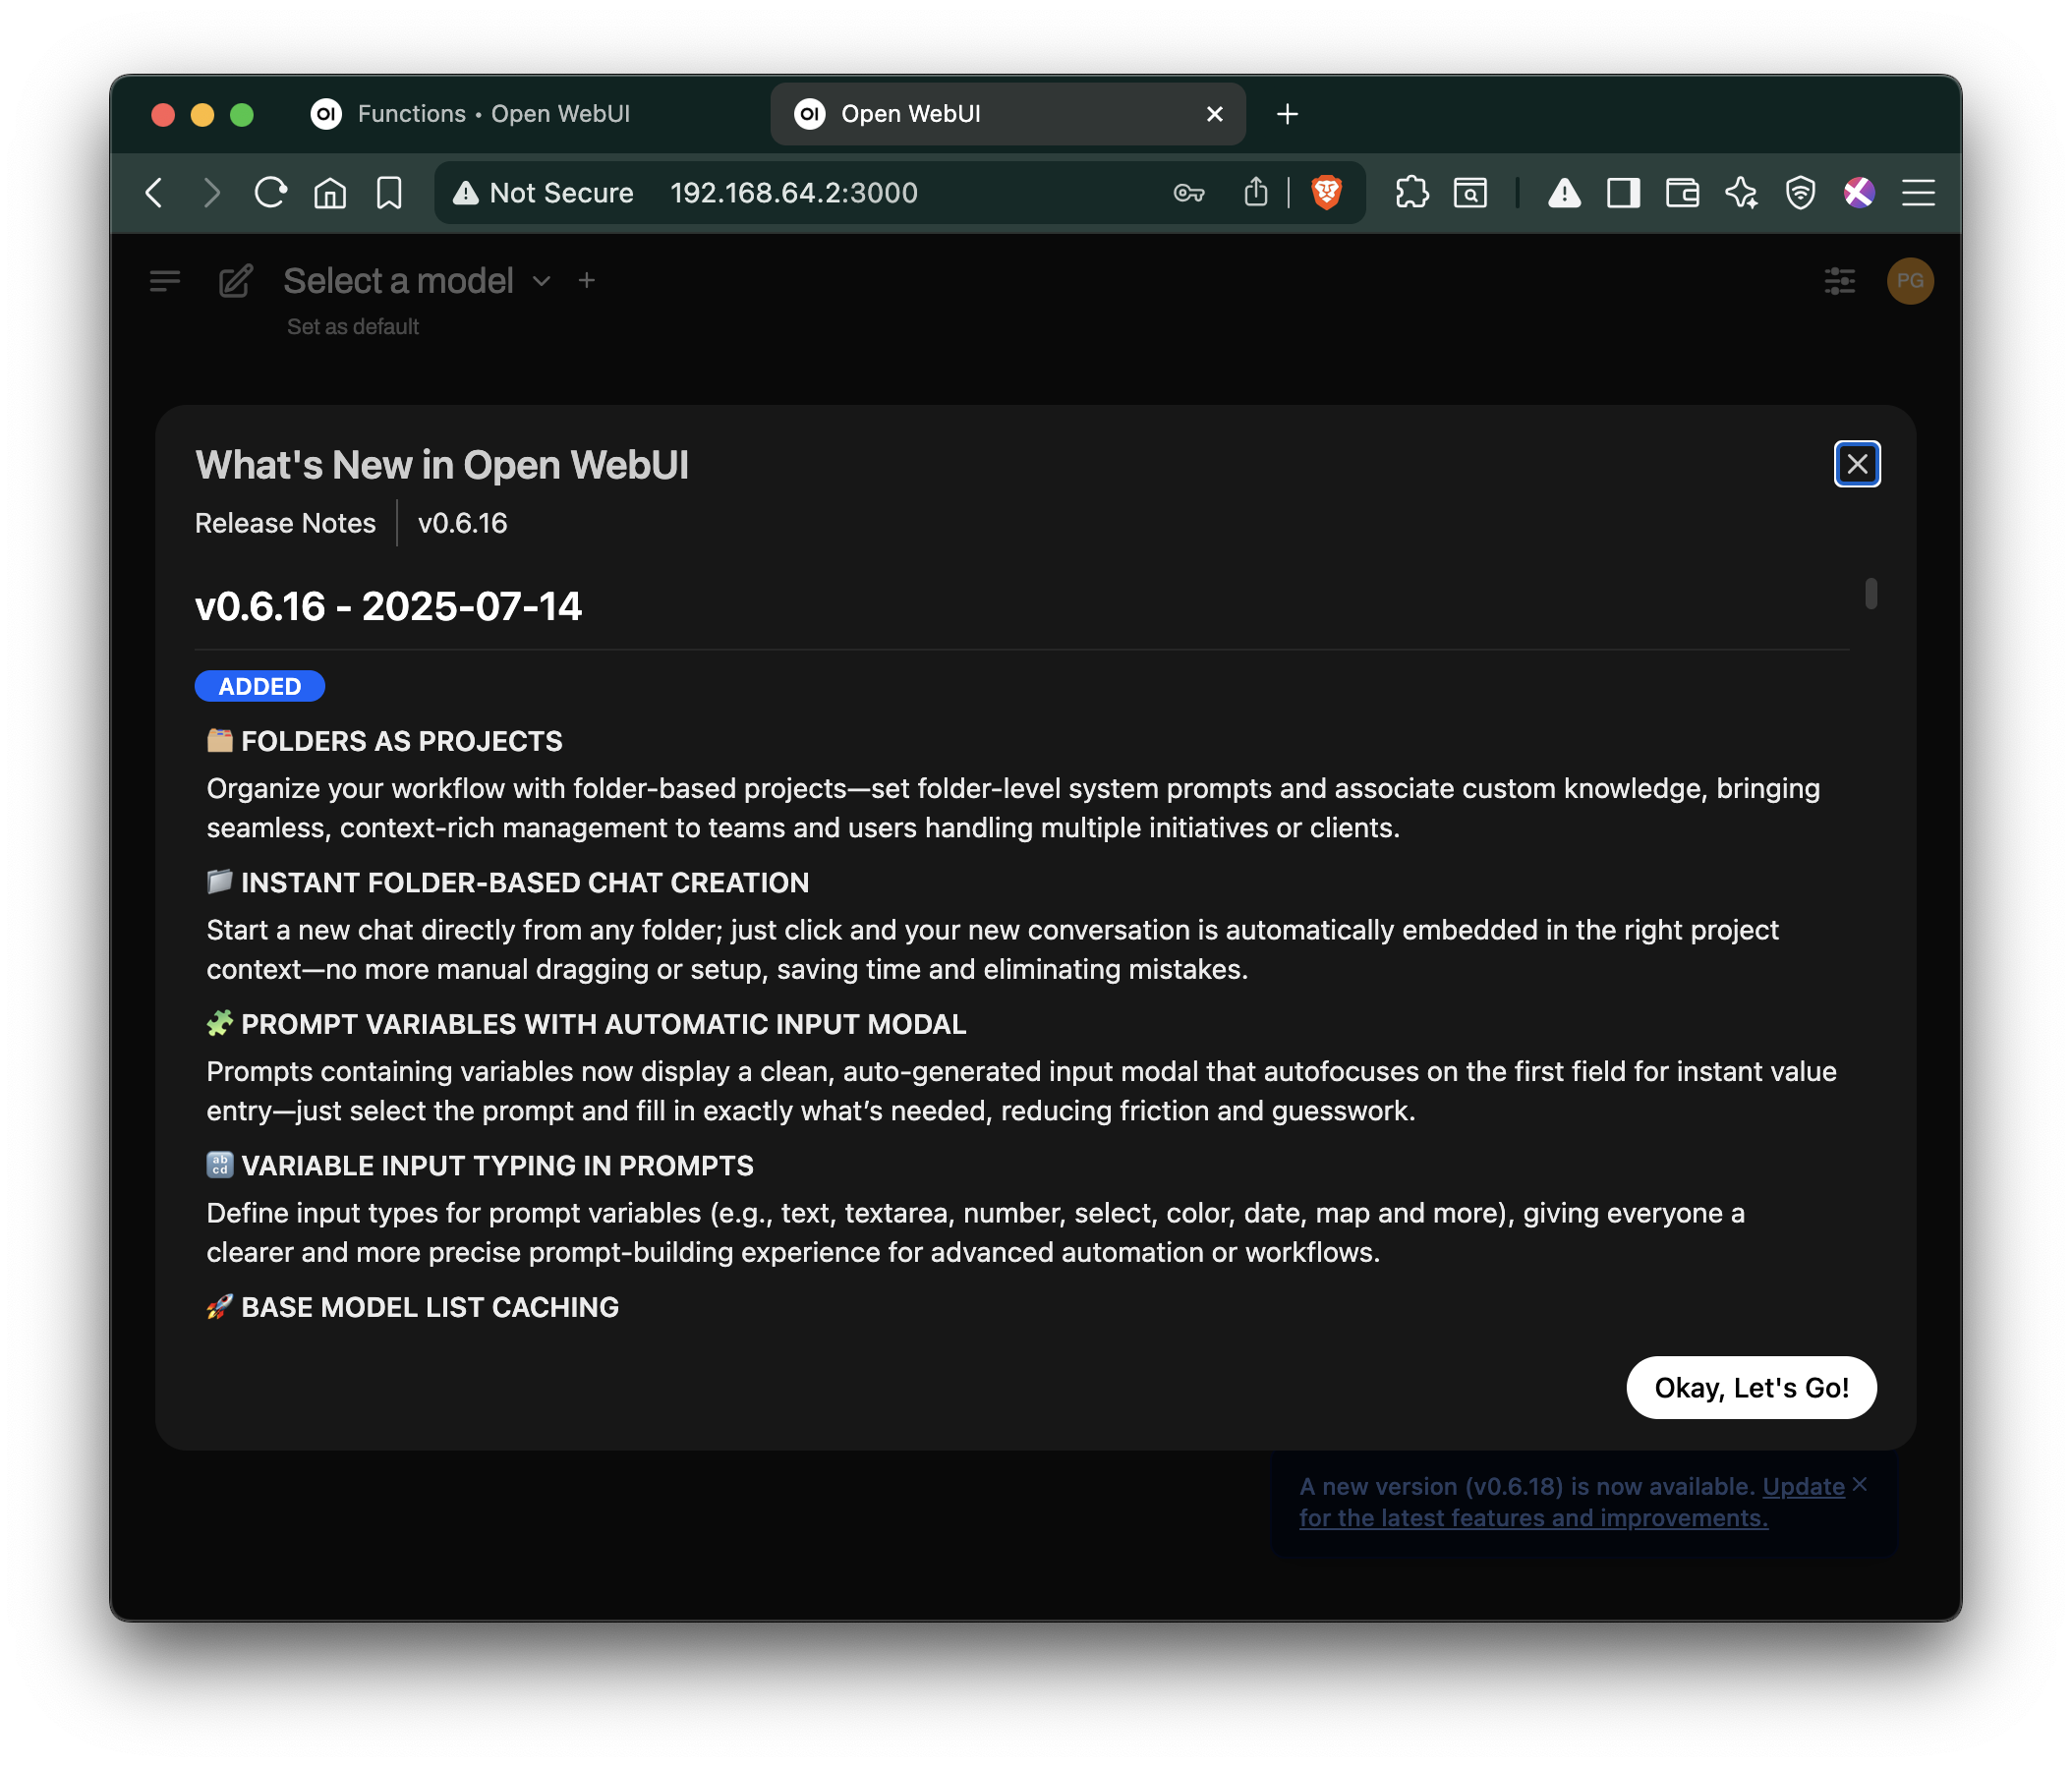 OI Functions • Open WebUI
OI Open WebUI
Not Secure 192.168.64.2:3000
Select a model
PG
Set as default
What's New in Open WebUI
Release Notes v0.6.16
v0.6.16 - 2025-07-14
ADDED
🗂️ FOLDERS AS PROJECTS
Organize your workflow with folder-based projects—set folder-level system prompts and associate custom knowledge, bringing
seamless, context-rich management to teams and users handling multiple initiatives or clients.
📁 INSTANT FOLDER-BASED CHAT CREATION
Start a new chat directly from any folder; just click and your new conversation is automatically embedded in the right project
context—no more manual dragging or setup, saving time and eliminating mistakes.
🧩 PROMPT VARIABLES WITH AUTOMATIC INPUT MODAL
Prompts containing variables now display a clean, auto-generated input modal that autofocuses on the first field for instant value
entry—just select the prompt and fill in exactly what’s needed, reducing friction and guesswork.
🔡 VARIABLE INPUT TYPING IN PROMPTS
Define input types for prompt variables (e.g., text, textarea, number, select, color, date, map and more), giving everyone a
clearer and more precise prompt-building experience for advanced automation or workflows.
🚀 BASE MODEL LIST CACHING
Okay, Let's Go!
A new version (v0.6.18) is now available. Update
for the latest features and improvements.